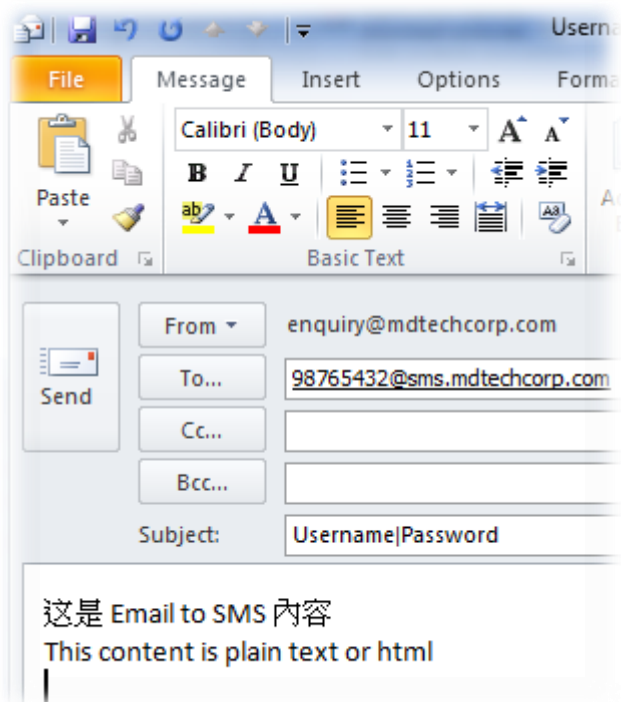 Userna
File Message Insert Options Forma
Calibri (Body) 11 A A
B I U
Paste
ab A Aa
Clipboard Basic Text
From enquiry@mdtechcorp.com
To... 98765432@sms.mdtechcorp.com
Send
Cc...
Bcc...
Subject: Username|Password
这是 Email to SMS 內容
This content is plain text or html